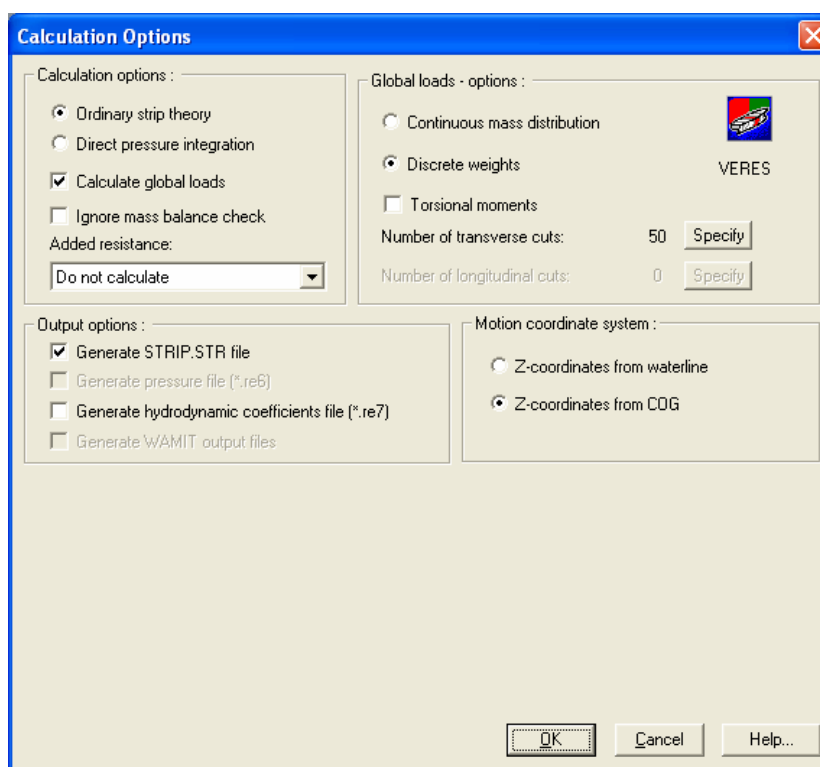 Calculation Options
Calculation options :
Ordinary strip theory
Direct pressure integration
Calculate global loads
Ignore mass balance check
Added resistance:
Do not calculate
Global loads - options :
Continuous mass distribution
Discrete weights
VERES
Torsional moments
Number of transverse cuts: 50 Specify
Number of longitudinal cuts: 0 Specify
Output options :
Generate STRIP.STR file
Generate pressure file (*.re6)
Generate hydrodynamic coefficients file (*.re7)
Generate WAMIT output files
Motion coordinate system :
Z-coordinates from waterline
Z-coordinates from COG
OK Cancel Help...